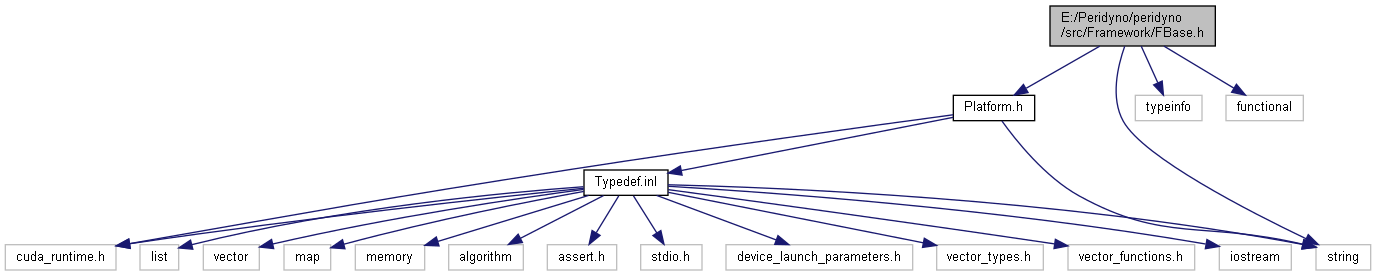 E:/Peridyno/peridyno
/src/Framework/FBase.h
Platform.h
typeinfo
functional
Typedef.inl
cuda_runtime.h
list
vector
map
memory
algorithm
assert.h
stdio.h
device_launch_parameters.h
vector_types.h
vector_functions.h
iostream
string